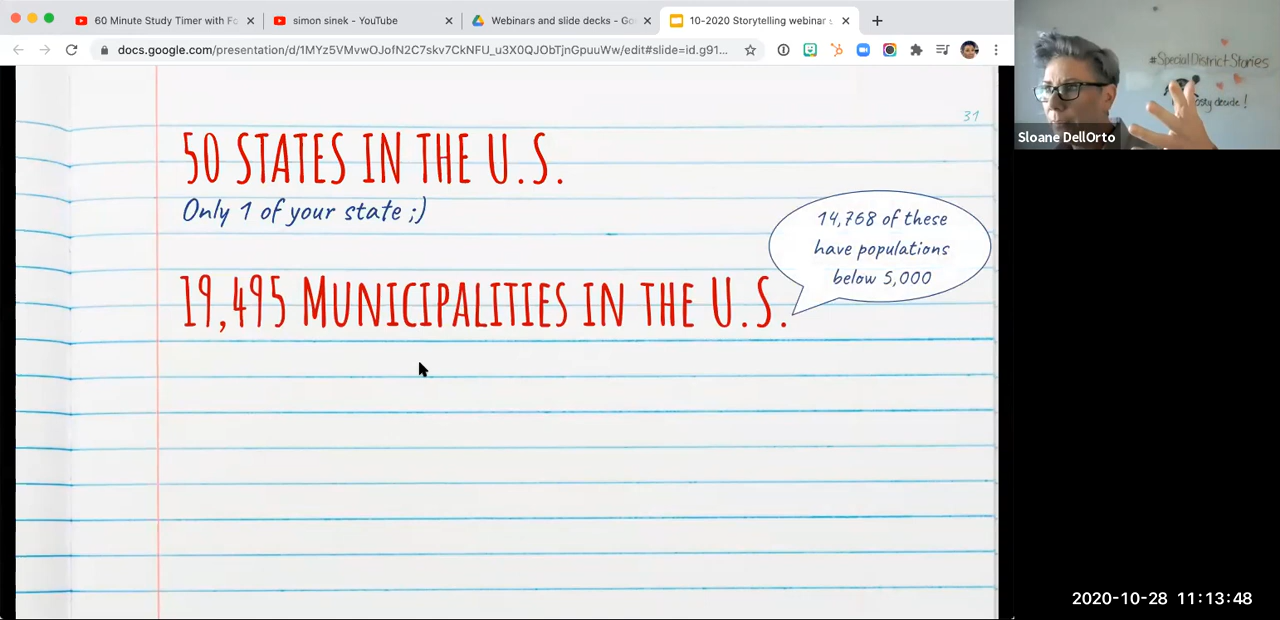 60 Minute Study Timer with Fo
simon sinek - YouTube
Webinars and slide decks - Go
10-2020 Storytelling webinar s
docs.google.com/presentation/d/1MYz5VMvwOJofN2C7skv7CkNFU_u3X0QJObTjnGpuuWw/edit#slide=id.g91...
#SpecialDistrictStories
decide!
Sloane DellOrto
31
50 STATES IN THE U.S.
Only 1 of your state ;)
14,768 of these
have populations
below 5,000
19,495 MUNICIPALITIES IN THE U.S.
2020-10-28 11:13:48